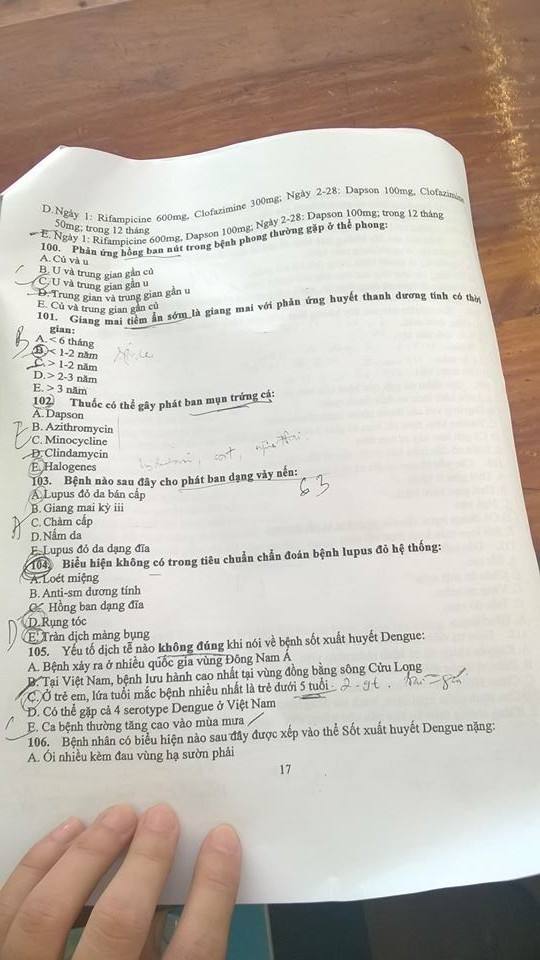 D. Ngày 1: Rifampicine 600mg, Clofazimine 300mg; Ngày 2-28: Dapson 100mg, Clofazimine
50mg; trong 12 tháng
E. Ngày 1: Rifampicine 600mg, Dapson 100mg; Ngày 2-28: Dapson 100mg; trong 12 tháng
100. Phản ứng hồng ban nút trong bệnh phong thường gặp ở thể phong:
A. Củ và u
B. U và trung gian gần củ
C. U và trung gian gần u
D. Trung gian và trung gian gần u
E. Củ và trung gian gần củ
101. Giang mai tiềm ẩn sớm là giang mai với phản ứng huyết thanh dương tính có thời
gian:
B
A. < 6 tháng
B. < 1-2 năm
C. > 1-2 năm
D. > 2-3 năm
E. > 3 năm
102. Thuốc có thể gây phát ban mụn trứng cá:
A. Dapson
E
B. Azithromycin
C. Minocycline
D. Clindamycin
E. Halogenes
103. Bệnh nào sau đây cho phát ban dạng vảy nến:
63
A. Lupus đỏ da bán cấp
B. Giang mai kỳ iii
A
C. Chàm cấp
D. Nấm da
E. Lupus đỏ da dạng đĩa
104. Biểu hiện không có trong tiêu chuẩn chẩn đoán bệnh lupus đỏ hệ thống:
A. Loét miệng
B. Anti-sm dương tính
C. Hồng ban dạng đĩa
D. Rụng tóc
D
E. Tràn dịch màng bụng
105. Yếu tố dịch tễ nào không đúng khi nói về bệnh sốt xuất huyết Dengue:
A. Bệnh xảy ra ở nhiều quốc gia vùng Đông Nam Á
B. Tại Việt Nam, bệnh lưu hành cao nhất tại vùng đồng bằng sông Cửu Long
C. Ở trẻ em, lứa tuổi mắc bệnh nhiều nhất là trẻ dưới 5 tuổi
D. Có thể gặp cả 4 serotype Dengue ở Việt Nam
C
E. Ca bệnh thường tăng cao vào mùa mưa
106. Bệnh nhân có biểu hiện nào sau đây được xếp vào thể Sốt xuất huyết Dengue nặng:
A. Ói nhiều kèm đau vùng hạ sườn phải
17